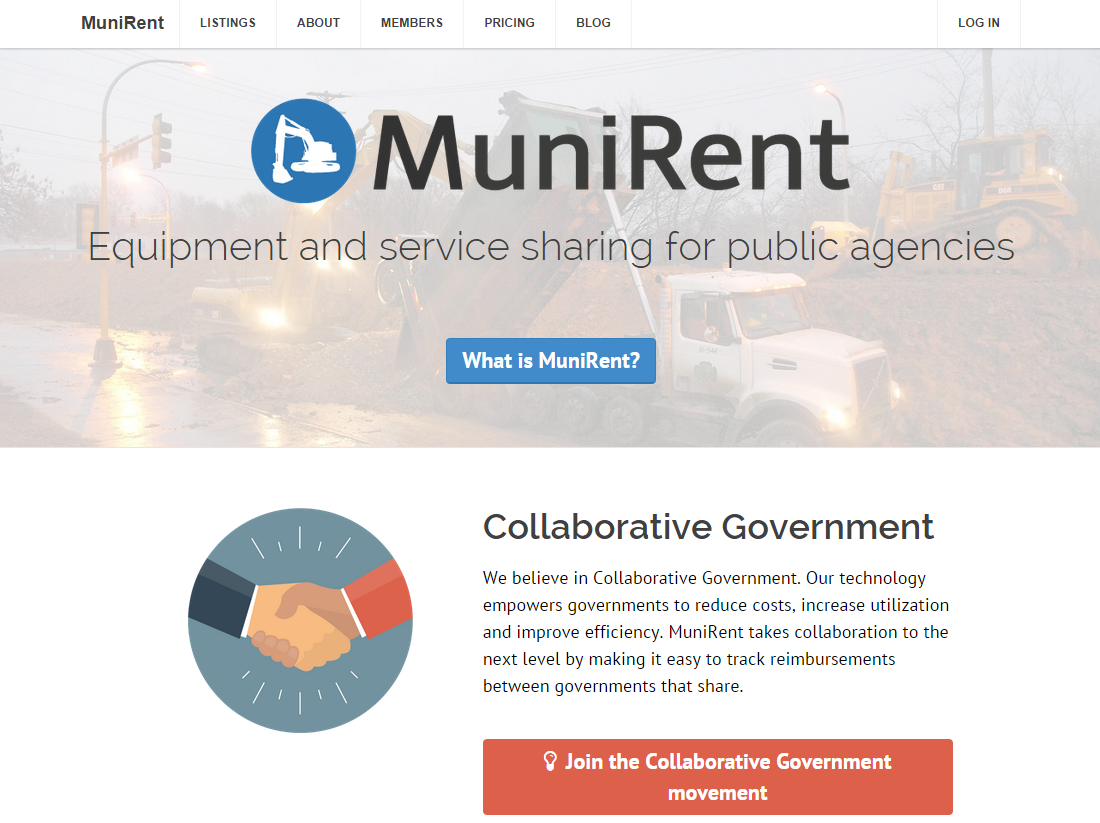 MuniRent LISTINGS ABOUT MEMBERS PRICING BLOG LOG IN
MuniRent
Equipment and service sharing for public agencies
What is MuniRent?
Collaborative Government
We believe in Collaborative Government. Our technology
empowers governments to reduce costs, increase utilization
and improve efficiency. MuniRent takes collaboration to the
next level by making it easy to track reimbursements
between governments that share.
Join the Collaborative Government
movement